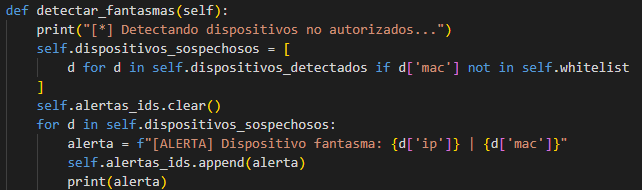 def detectar_fantasmas(self):
    print("[*] Detectando dispositivos no autorizados...")
    self.dispositivos_sospechosos = [
        d for d in self.dispositivos_detectados if d['mac'] not in self.whitelist
    ]
    self.alertas_ids.clear()
    for d in self.dispositivos_sospechosos:
        alerta = f"[ALERTA] Dispositivo fantasma: {d['ip']} | {d['mac']}"
        self.alertas_ids.append(alerta)
        print(alerta)